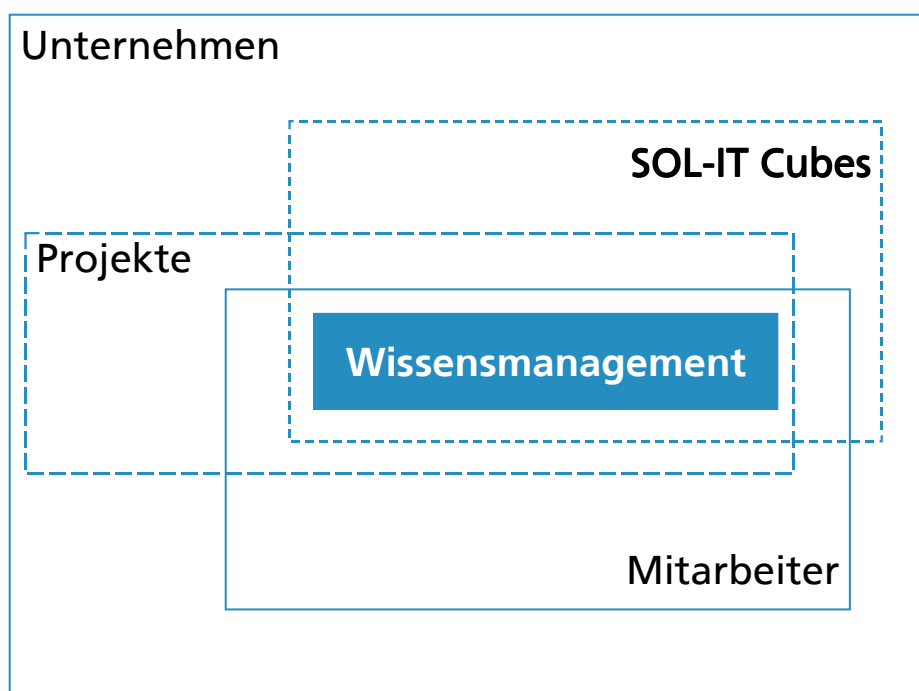 Unternehmen
SOL-IT Cubes
Projekte
Wissensmanagement
Mitarbeiter